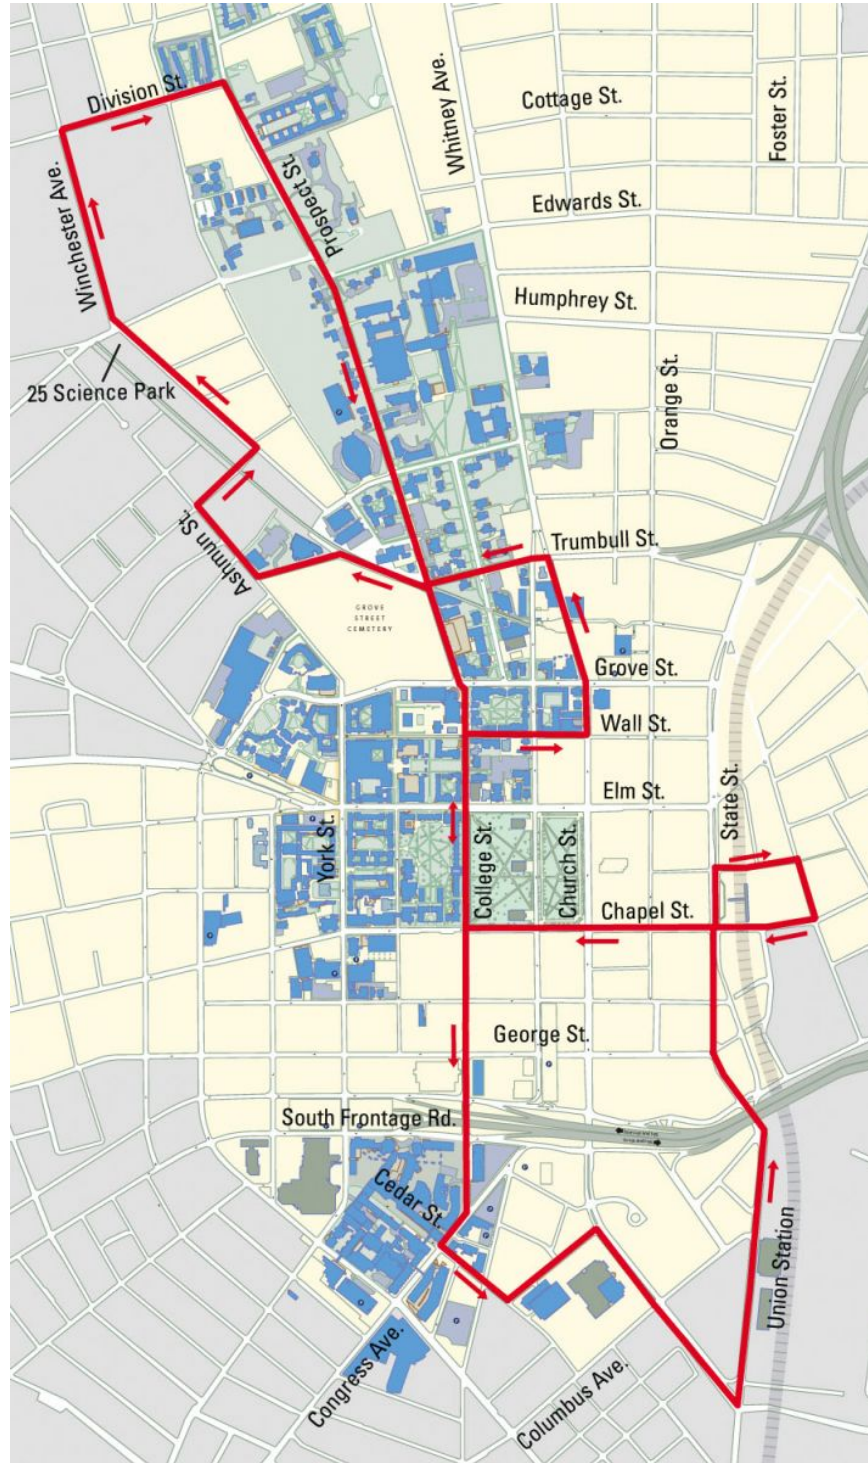 Division St.
Whitney Ave.
Cottage St.
Foster St.
Winchester Ave.
Prospect St.
Edwards St.
Humphrey St.
25 Science Park
Orange St.
Ashmun St.
Trumbull St.
GROVE
STREET
CEMETERY
Grove St.
Wall St.
Elm St.
State St.
York St.
College St.
Church St.
Chapel St.
George St.
South Frontage Rd.
Cedar St.
Union Station
Congress Ave.
Columbus Ave.